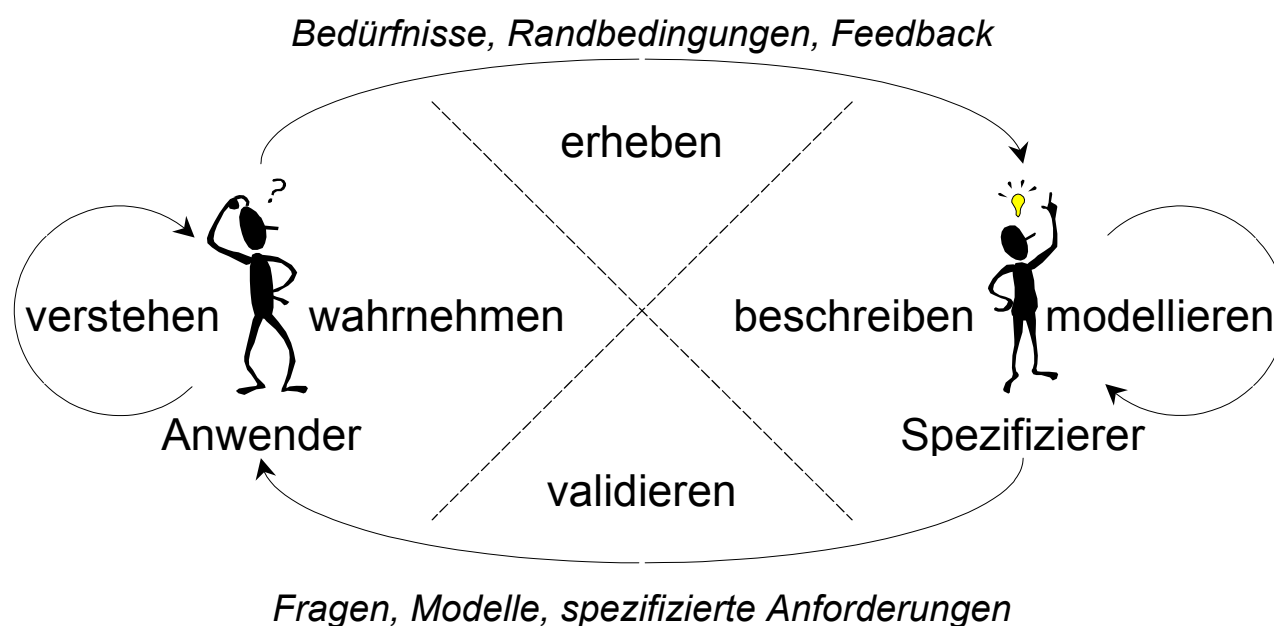 Bedürfnisse, Randbedingungen, Feedback
erheben
?
verstehen
wahrnehmen
beschreiben
modellieren
Anwender
Spezifizierer
validieren
Fragen, Modelle, spezifizierte Anforderungen